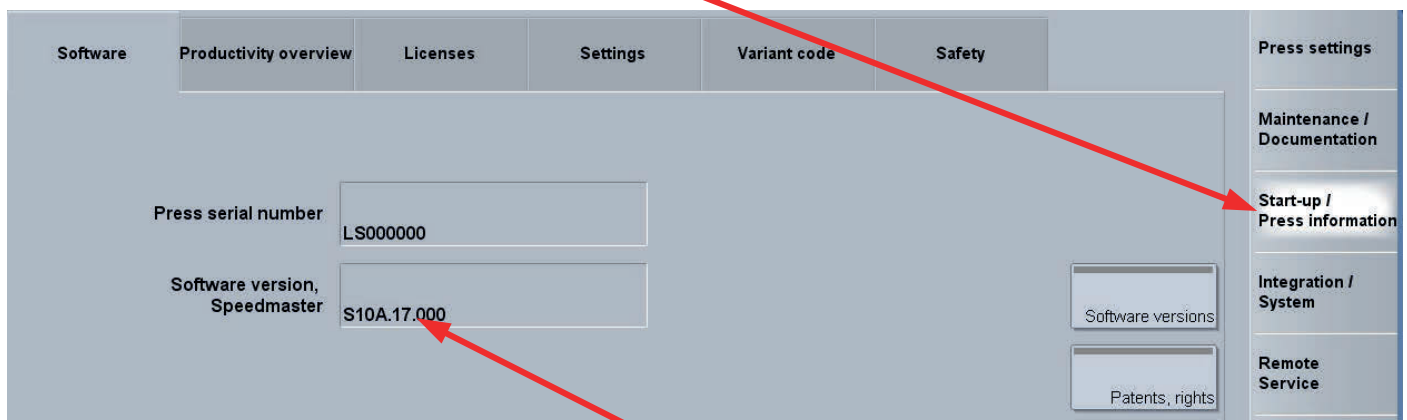 Software
Productivity overview
Licenses
Settings
Variant code
Safety
Press settings
Maintenance /
Documentation
Press serial number
LS000000
Start-up /
Press information
Software version,
Speedmaster
S10A.17.000
Software versions
Integration /
System
Patents, rights
Remote
Service